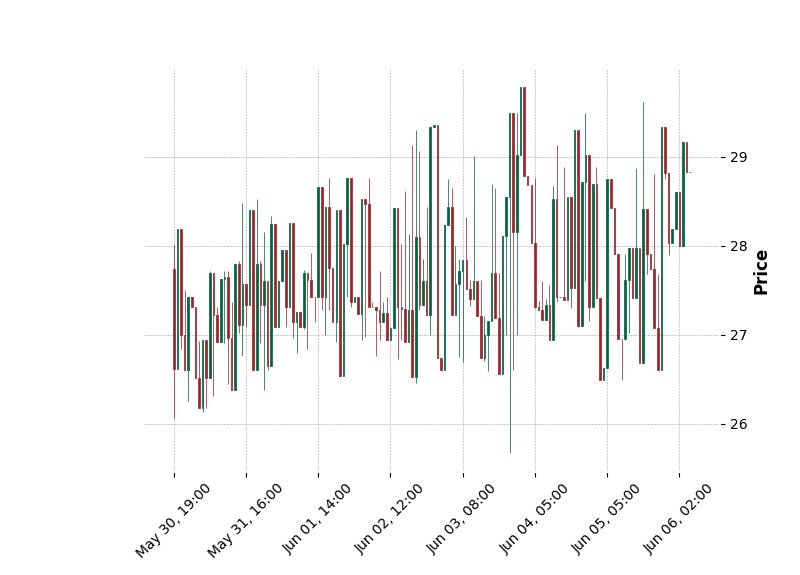 29
28
27
26
Price
May 30, 19:00
May 31, 16:00
Jun 01, 14:00
Jun 02, 12:00
Jun 03, 08:00
Jun 04, 05:00
Jun 05, 05:00
Jun 06, 02:00